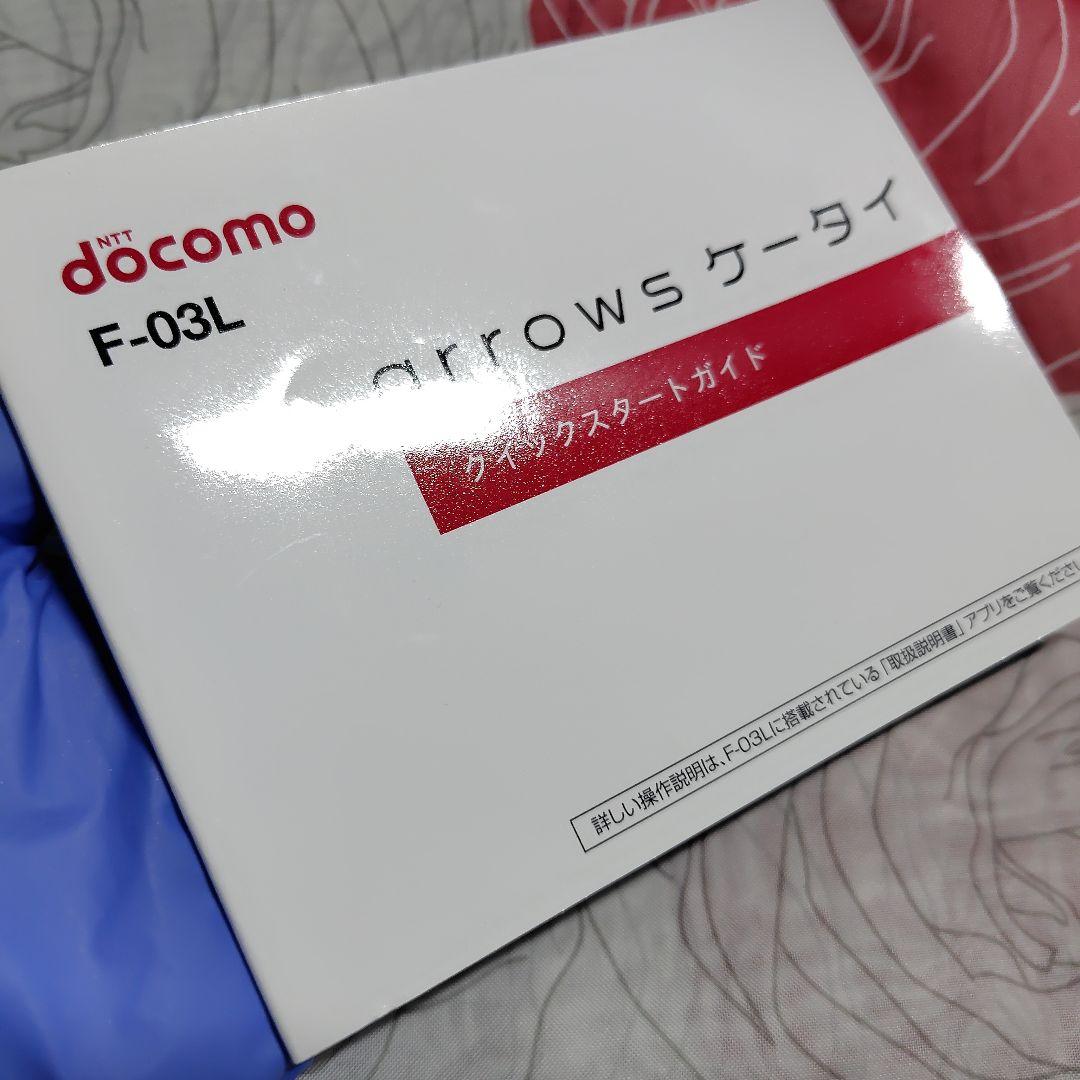 NTT
docomo
F-03L
arrows ケータイ
クイックスタートガイド
詳しい操作説明は、F-03Lに搭載されている「取扱説明書」アプリをご覧ください